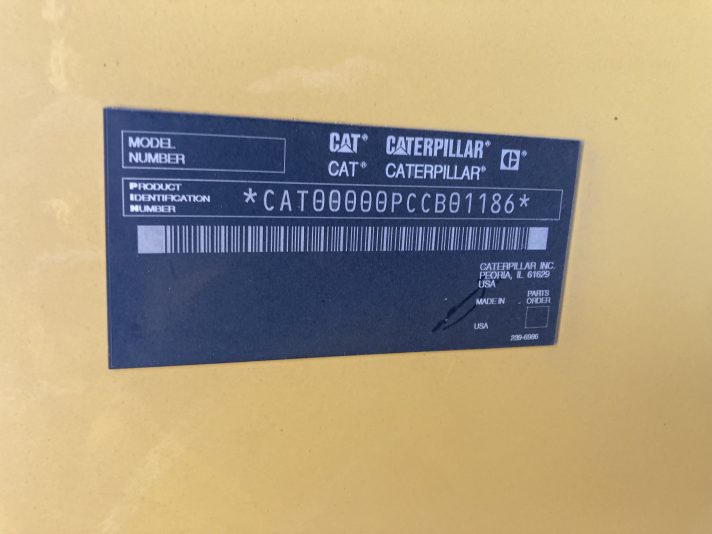 MODEL
NUMBER
CAT® CATERPILLAR®
CAT® CATERPILLAR®
PRODUCT
IDENTIFICATION
NUMBER
*CAT00000PCCB01186*
CATERPILLAR INC.
PEORIA, IL 61629
USA
MADE IN
PARTS
ORDER
USA
239-6986